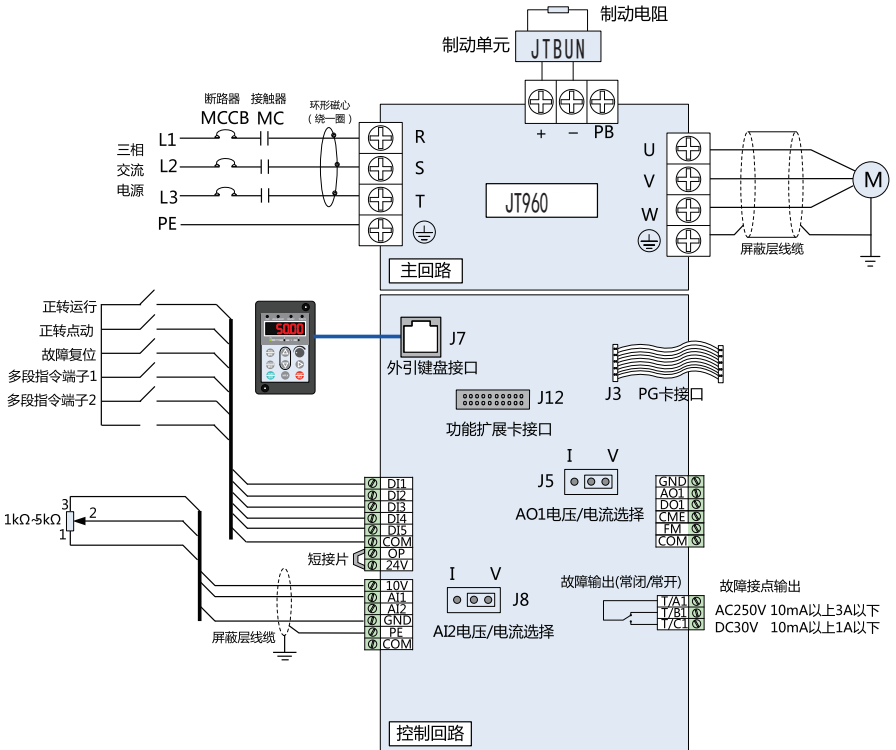 制动电阻
制动单元
JTBUN
断路器 接触器
MCCB MC
环形磁心
(绕一圈)
+ − PB
L1
L2
L3
PE
三相
交流
电源
R
S
T
JT960
主回路
U
V
W
M
屏蔽层线缆
正转运行
正转点动
故障复位
多段指令端子1
多段指令端子2
50.00
J7
外引键盘接口
J12
功能扩展卡接口
J3 PG卡接口
I V
J5
AO1电压/电流选择
GND
AO1
DO1
CME
FM
COM
DI1
DI2
DI3
DI4
DI5
COM
OP
24V
短接片
3
1kΩ~5kΩ
2
1
10V
AI1
AI2
GND
PE
COM
屏蔽层线缆
I V
J8
AI2电压/电流选择
故障输出(常闭/常开)
T/A1
T/B1
T/C1
故障接点输出
AC250V 10mA以上3A以下
DC30V 10mA以上1A以下
控制回路